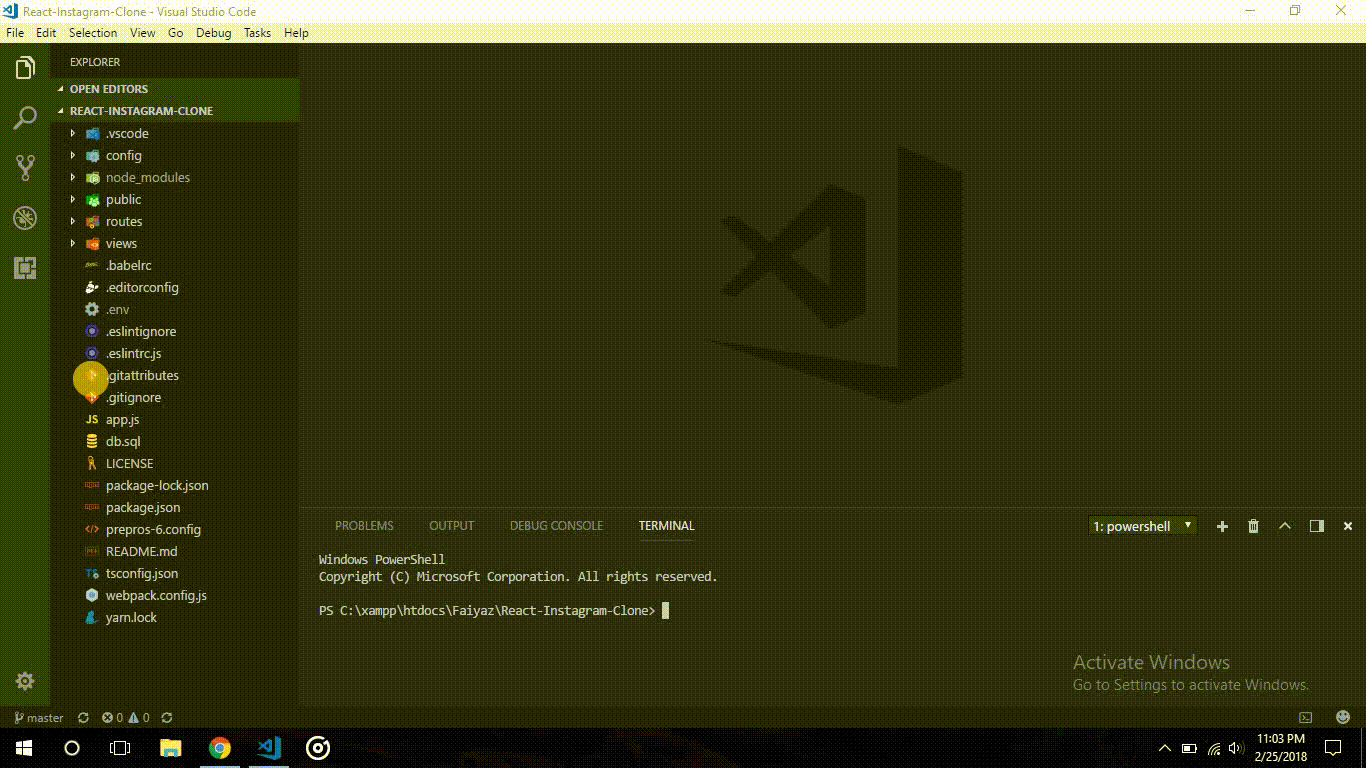 React-Instagram-Clone - Visual Studio Code
File Edit Selection View Go Debug Tasks Help
EXPLORER
OPEN EDITORS
REACT-INSTAGRAM-CLONE
.vscode
config
node_modules
public
routes
views
.babelrc
.editorconfig
.env
.eslintignore
.eslintrc.js
.gitattributes
.gitignore
JS app.js
db.sql
LICENSE
package-lock.json
package.json
prepros-6.config
README.md
TS tsconfig.json
webpack.config.js
yarn.lock
PROBLEMS OUTPUT DEBUG CONSOLE TERMINAL 1: powershell
Windows PowerShell
Copyright (C) Microsoft Corporation. All rights reserved.
PS C:\xampp\htdocs\Faiyaz\React-Instagram-Clone>
Activate Windows
Go to Settings to activate Windows.
master 0 0
11:03 PM
2/25/2018